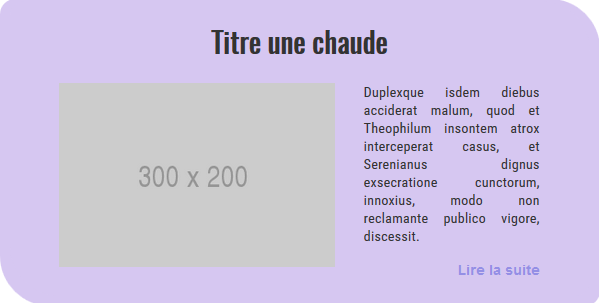 Titre une chaude
300 x 200
Duplexque isdem diebus
acciderat malum, quod et
Theophilum insontem atrox
interceperat casus, et
Serenianus dignus
exsecratione cunctorum,
innoxius, modo non
reclamante publico vigore,
discessit.
Lire la suite